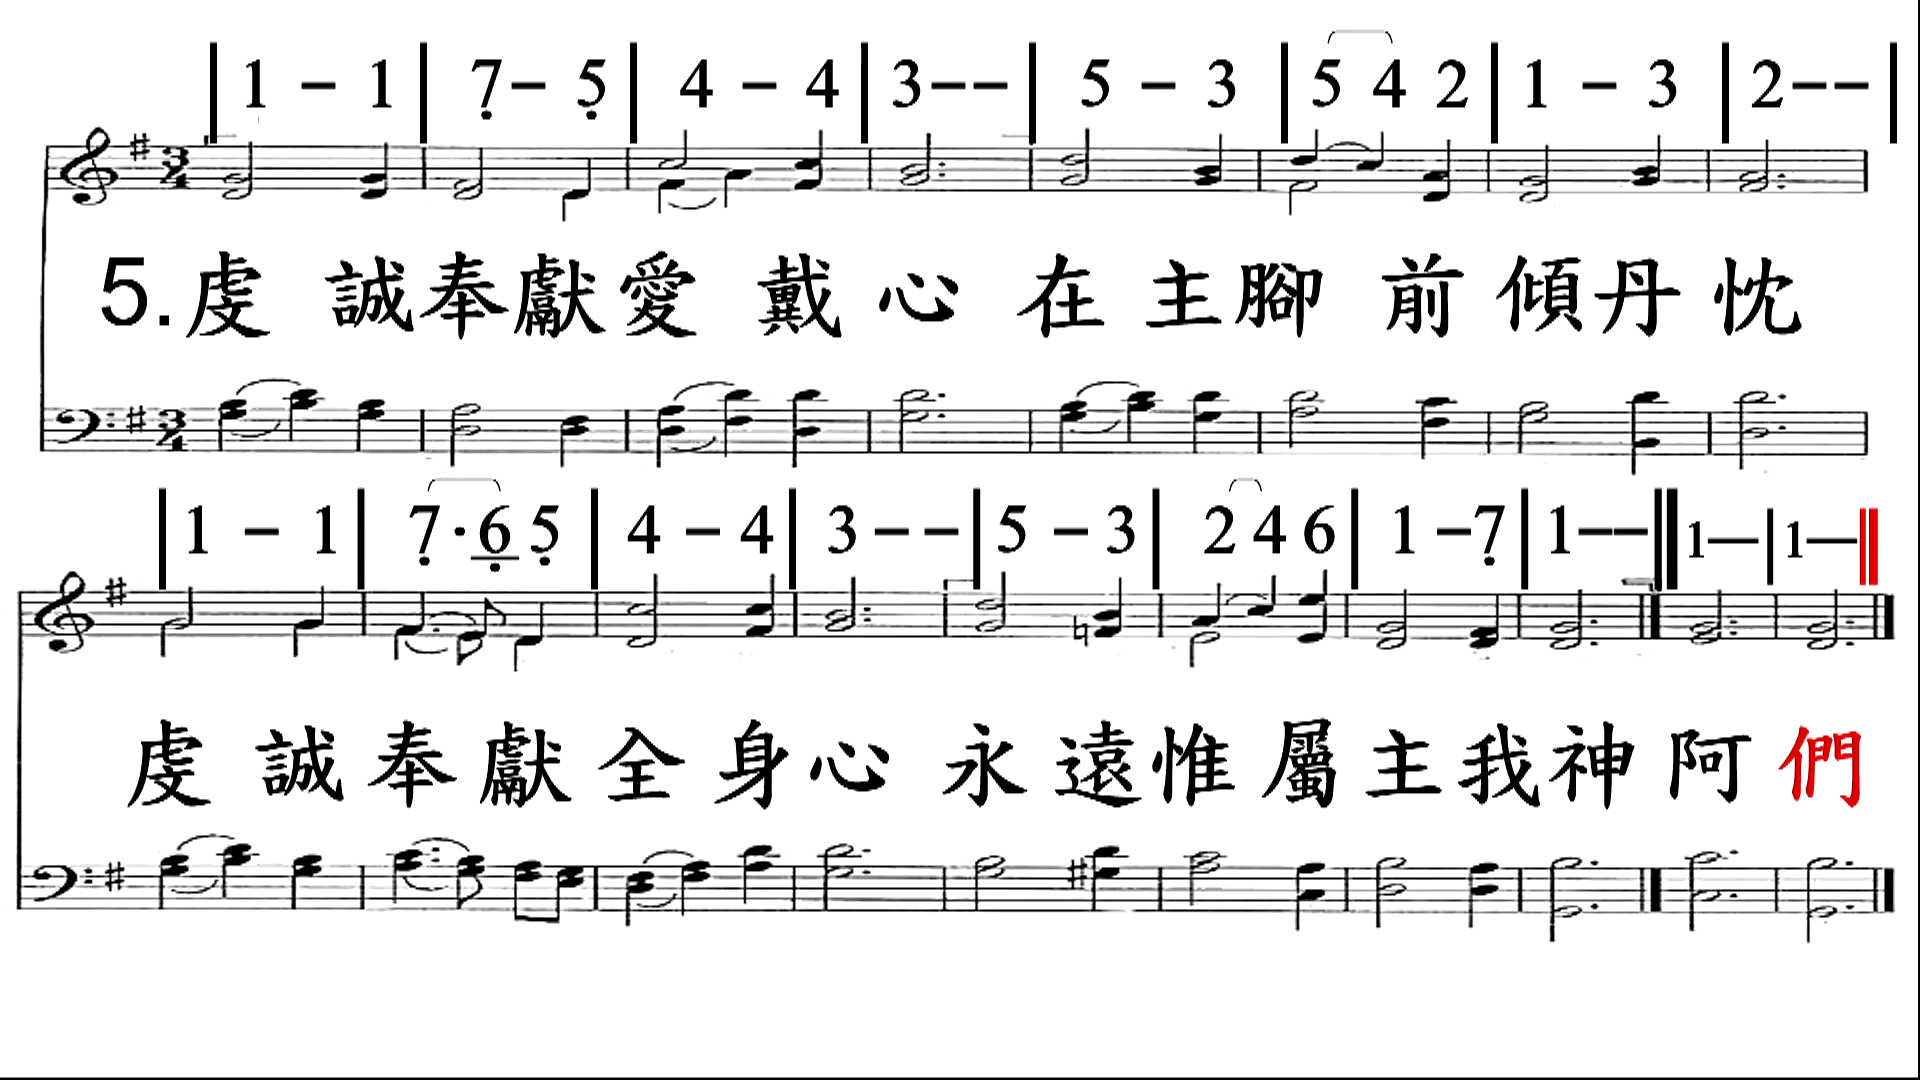 1 - 1 | 7̣ - 5̣ | 4 - 4 | 3 - - | 5 - 3 | 5 4 2 | 1 - 3 | 2 - - |
5.虔誠奉獻愛戴心在主腳前傾丹忱
1 - 1 | 7̣ · 6̣ 5̣ | 4 - 4 | 3 - - | 5 - 3 | 2 4 6 | 1 - 7̣ | 1 - - || 1 — | 1 — ||
虔誠奉獻全身心永遠惟屬主我神阿們